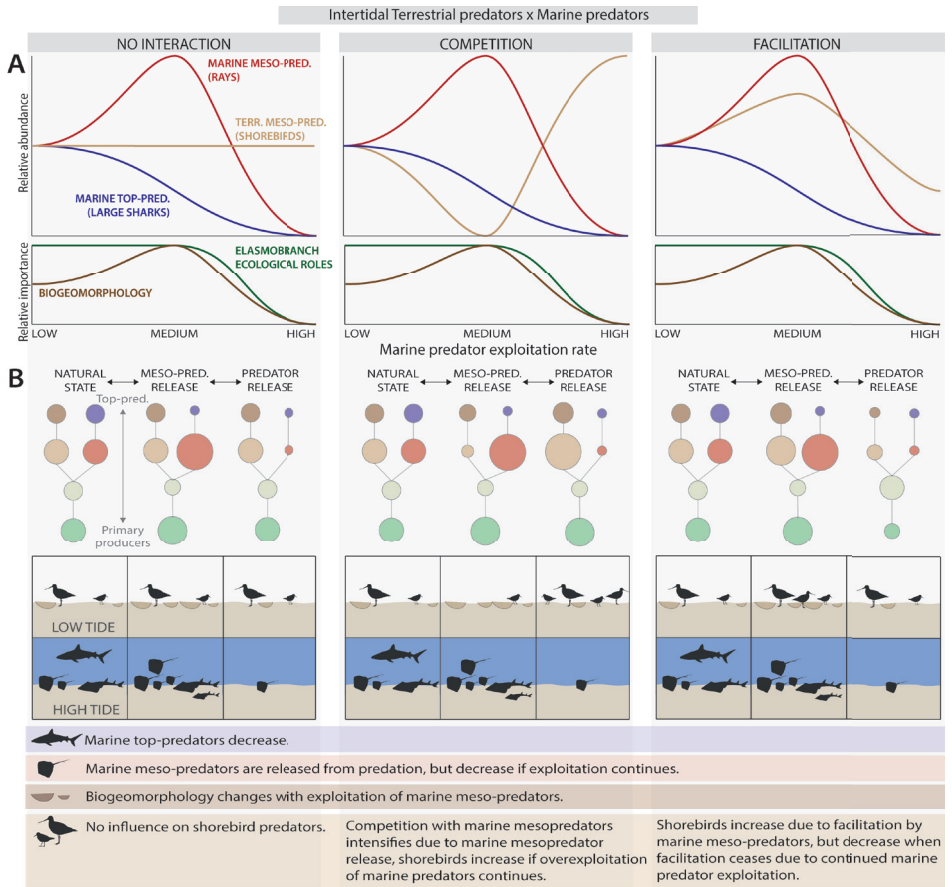 Intertidal Terrestrial predators x Marine predators
NO INTERACTION
COMPETITION
FACILITATION
A
Relative abundance
MARINE MESO-PRED.
(RAYS)
TERR. MESO-PRED.
(SHOREBIFDS)
MARINE TOP-PRED.
(LARGE SHARKS)
Relative importance
ELASMOBRANCH
ECOLOGICAL ROLES
BIOGEOMORPHOLOGY
LOW MEDIUM HIGH
LOW MEDIUM HIGH
LOW MEDIUM HIGH
Marine predator exploitation rate
B
NATURAL STATE
MESO-PRED. RELEASE
PREDATOR RELEASE
NATURAL STATE
MESO-PRED. RELEASE
PREDATOR RELEASE
NATURAL STATE
MESO-PRED. RELEASE
PREDATOR RELEASE
Top-pred.
Primary
producers
LOW TIDE
HIGH TIDE
Marine top-predators decrease.
Marine meso-predators are released from predation, but decrease if exploitation continues.
Biogeomorphology changes with exploitation of marine meso-predators.
No influence on shorebird predators.
Competition with marine mesopredators
intensifies due to marine mesopredator
release, shorebirds increase if overexploitation
of marine predators continues.
Shorebirds increase due to facilitation by
marine meso-predators, but decrease when
facilitation ceases due to continued marine
predator exploitation.